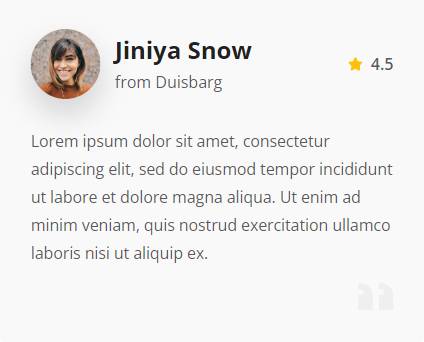 Jiniya Snow
4.5
from Duisbarg
Lorem ipsum dolor sit amet, consectetur
adipiscing elit, sed do eiusmod tempor incididunt
ut labore et dolore magna aliqua. Ut enim ad
minim veniam, quis nostrud exercitation ullamco
laboris nisi ut aliquip ex.